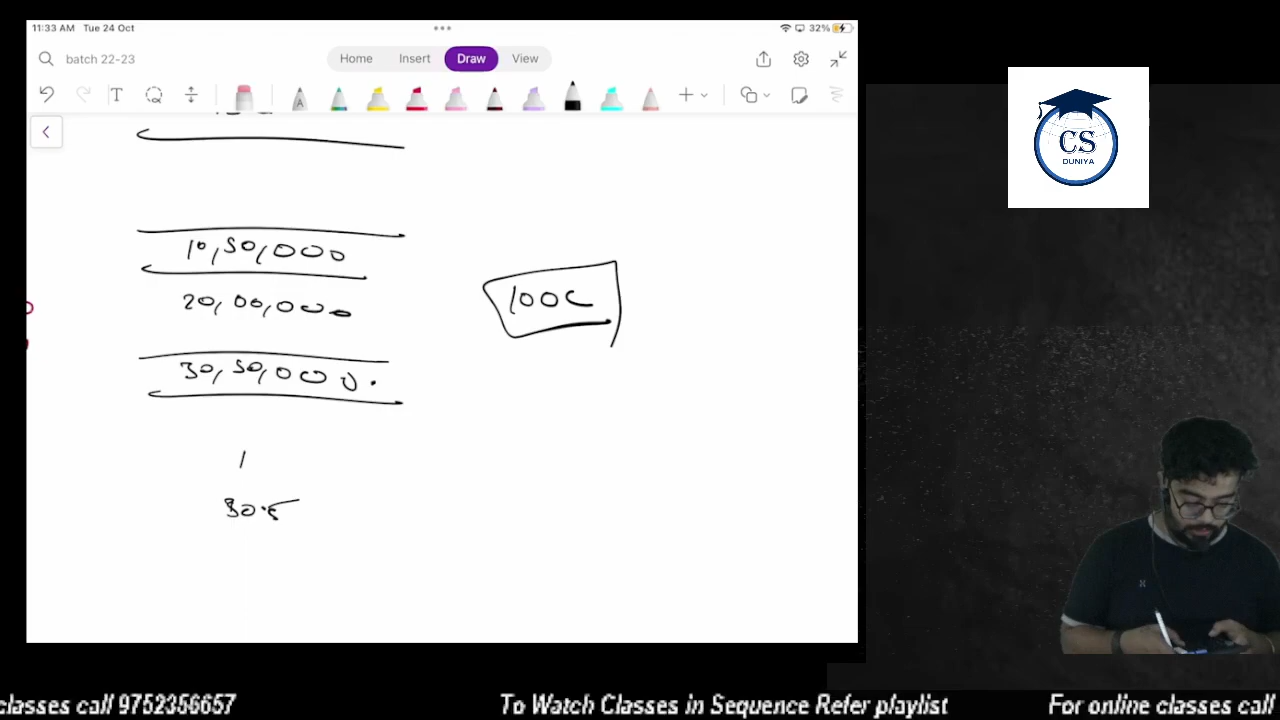 11:33 AM Tue 24 Oct
32%
batch 22-23
Home Insert Draw View
T
A
10,50,000
20,00,000
30,50,000.
1
30.5
100C
CS
DUNIYA
classes call 9752356657 To Watch Classes in Sequence Refer playlist For online classes call